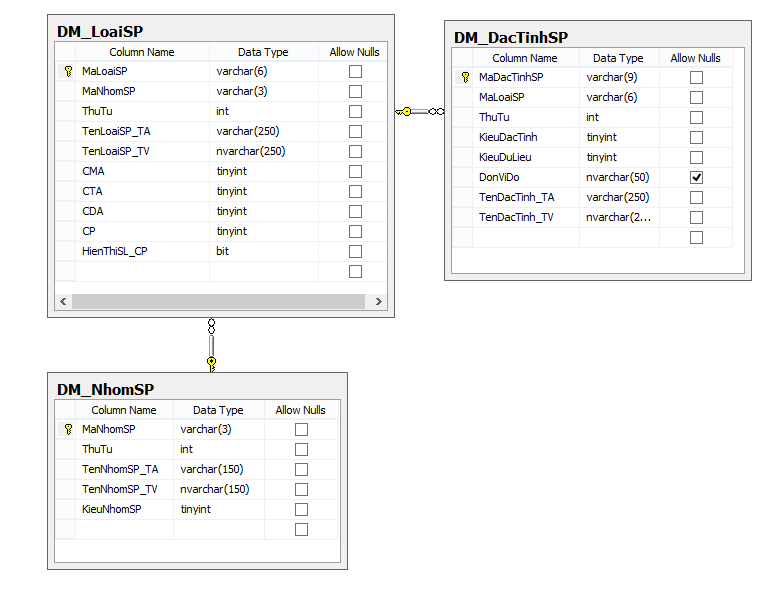 DM_LoaiSP
Column Name Data Type Allow Nulls
MaLoaiSP varchar(6)
MaNhomSP varchar(3)
ThuTu int
TenLoaiSP_TA varchar(250)
TenLoaiSP_TV nvarchar(250)
CMA tinyint
CTA tinyint
CDA tinyint
CP tinyint
HienThiSL_CP bit
DM_DacTinhSP
Column Name Data Type Allow Nulls
MaDacTinhSP varchar(9)
MaLoaiSP varchar(6)
ThuTu int
KieuDacTinh tinyint
KieuDuLieu tinyint
DonViDo nvarchar(50)
TenDacTinh_TA varchar(250)
TenDacTinh_TV nvarchar(2...
DM_NhomSP
Column Name Data Type Allow Nulls
MaNhomSP varchar(3)
ThuTu int
TenNhomSP_TA varchar(150)
TenNhomSP_TV nvarchar(150)
KieuNhomSP tinyint